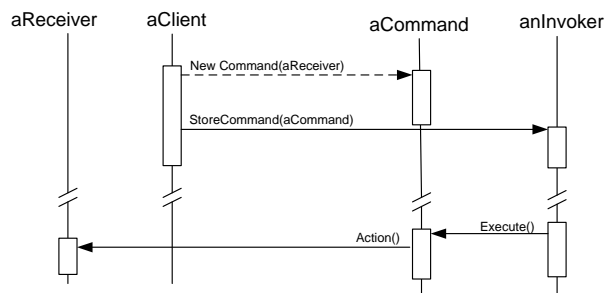 aReceiver
aClient
aCommand
anInvoker
New Command(aReceiver)
StoreCommand(aCommand)
Execute()
Action()